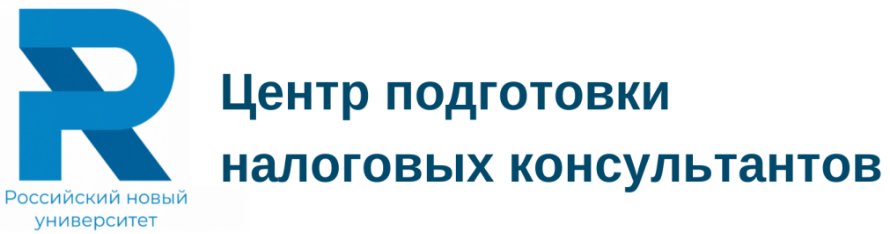 Центр подготовки
налоговых консультантов
Российский новый
университет